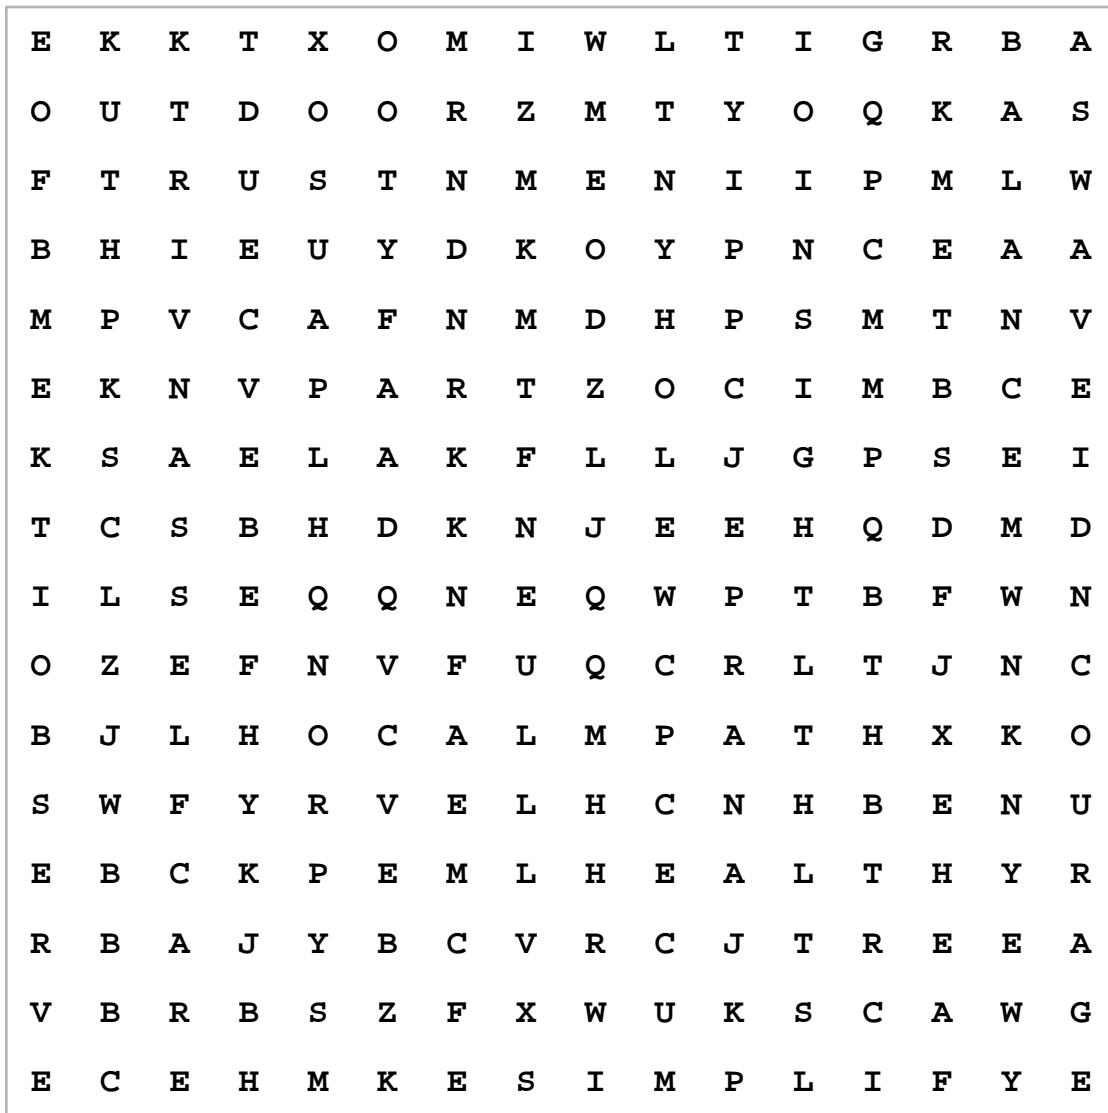 E K K T X O M I W L T I G R B A
O U T D O O R Z M T Y O Q K A S
F T R U S T N M E N I I P M L W
B H I E U Y D K O Y P N C E A A
M P V C A F N M D H P S M T N V
E K N V P A R T Z O C I M B C E
K S A E L A K F L L J G P S E I
T C S B H D K N J E E H Q D M D
I L S E Q Q N E Q W P T B F W N
O Z E F N V F U Q C R L T J N C
B J L H O C A L M P A T H X K O
S W F Y R V E L H C N H B E N U
E B C K P E M L H E A L T H Y R
R B A J Y B C V R C J T R E E A
V B R B S Z F X W U K S C A W G
E C E H M K E S I M P L I F Y E